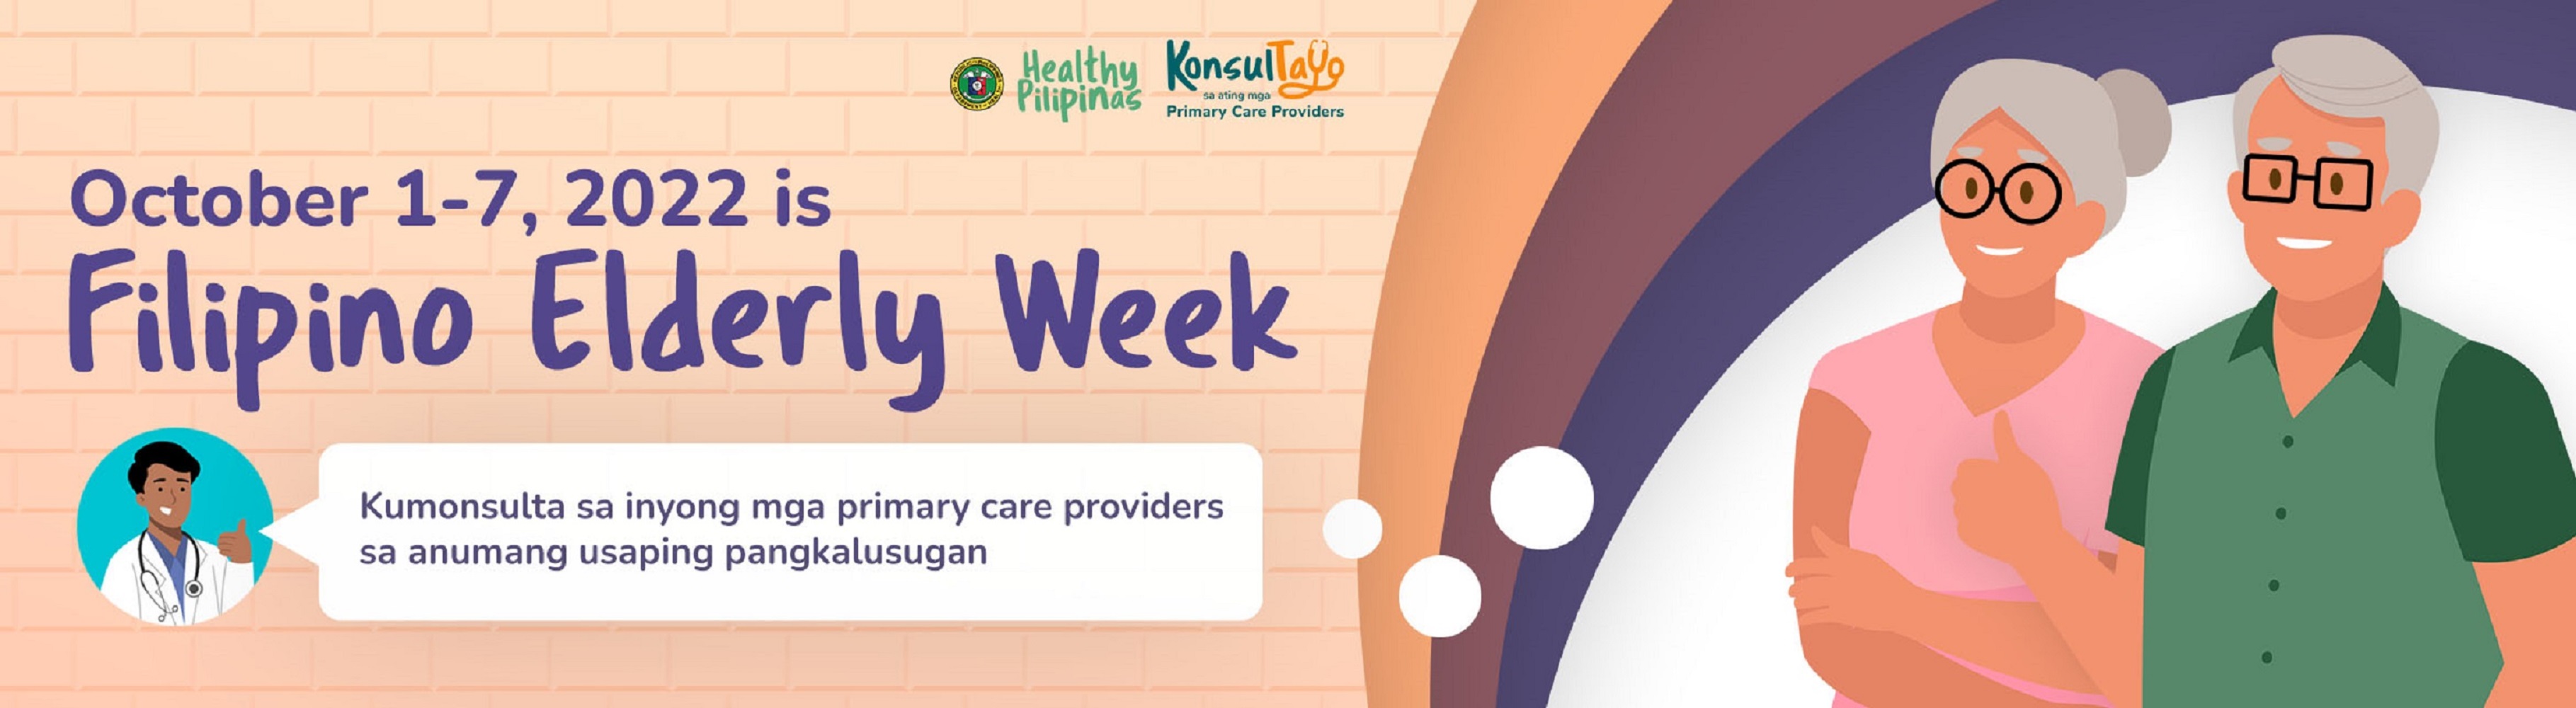 Healthy
Pilipinas
KonsulTayo
sa ating mga
Primary Care Providers
October 1-7, 2022 is
Filipino Elderly Week
Kumonsulta sa inyong mga primary care providers
sa anumang usaping pangkalusugan